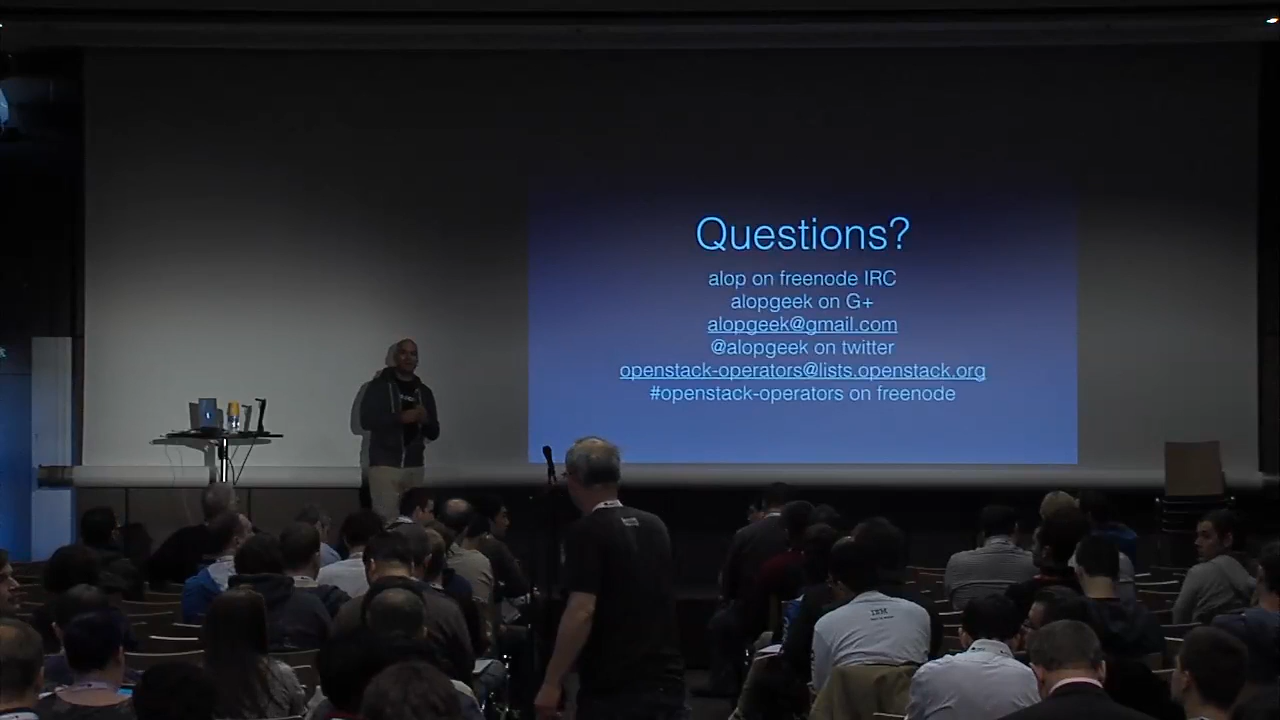 Questions?
alop on freenode IRC
alopgeek on G+
alopgeek@gmail.com
@alopgeek on twitter
openstack-operators@lists.openstack.org
#openstack-operators on freenode
IBM